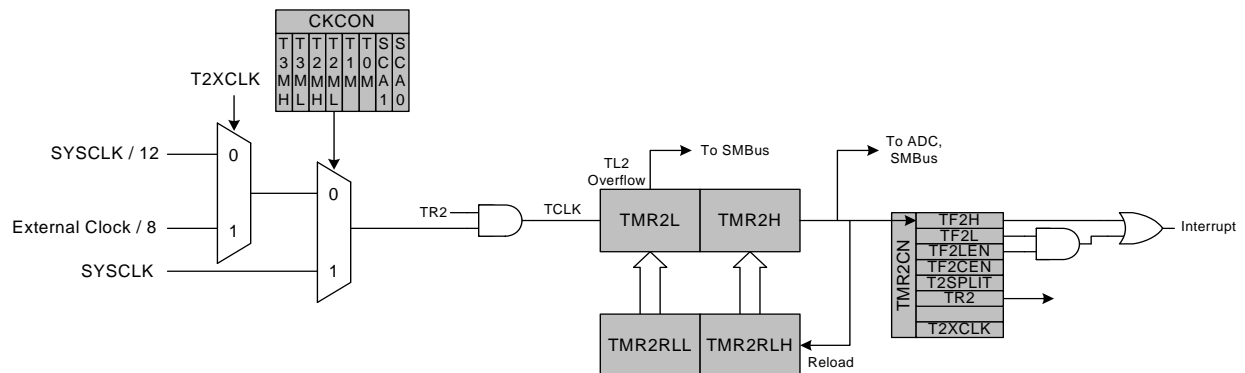 CKCON
T3MH
T3ML
T2MH
T2ML
T1M
T0M
SCA1
SCA0
T2XCLK
SYSCLK / 12
0
External Clock / 8
1
SYSCLK
0
1
TR2
TCLK
TL2
Overflow
To SMBus
To ADC,
SMBus
TMR2L
TMR2H
TMR2RLL
TMR2RLH
Reload
TMR2CN
TF2H
TF2L
TF2LEN
TF2CEN
T2SPLIT
TR2
T2XCLK
Interrupt